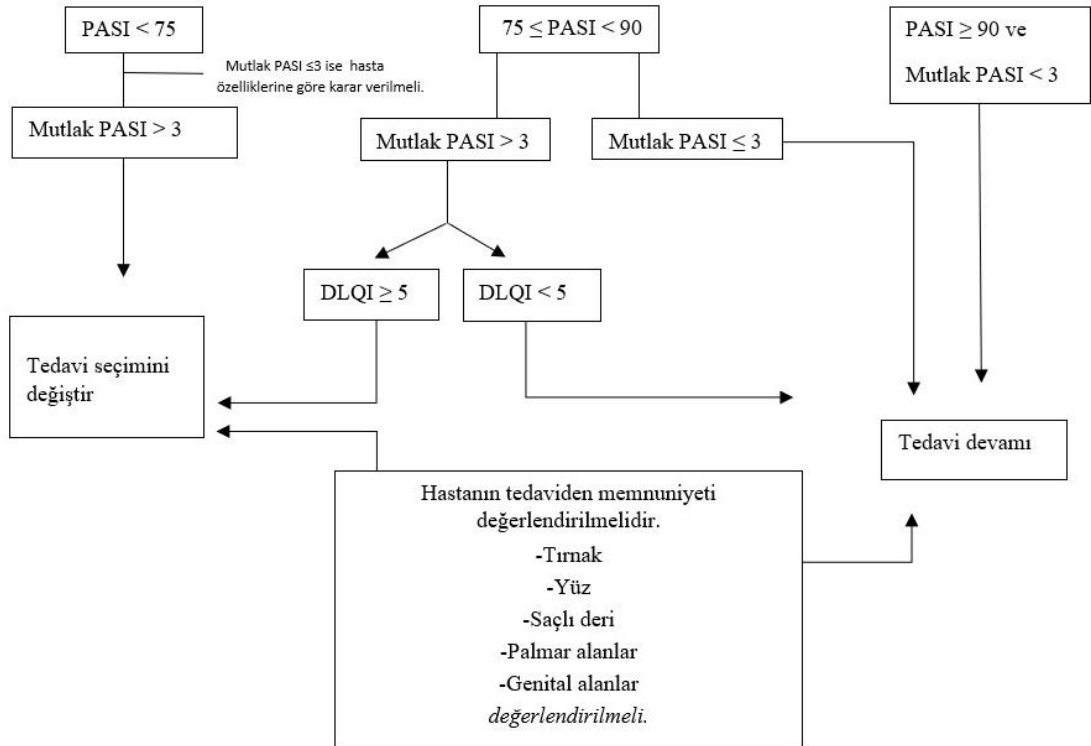 PASI < 75
75 ≤ PASI < 90
PASI ≥ 90 ve
Mutlak PASI < 3
Mutlak PASI ≤3 ise hasta
özelliklerine göre karar verilmeli.
Mutlak PASI > 3
Mutlak PASI > 3
Mutlak PASI ≤ 3
DLQI ≥ 5
DLQI < 5
Tedavi seçimini
değiştir
Tedavi devamı
Hastanın tedaviden memnuniyeti
değerlendirilmelidir.
-Tırnak
-Yüz
-Saçlı deri
-Palmar alanlar
-Genital alanlar
değerlendirilmeli.